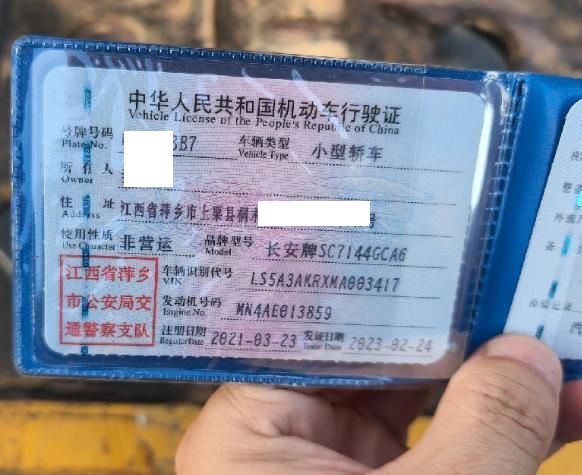 中华人民共和国机动车行驶证
Vehicle License of the People's Republic of China
号牌号码 3B7 车辆类型 小型轿车
Plate No. Vehicle Type
所有人
Owner
住址 江西省萍乡市上栗县桐木 号
Address
使用性质 非营运 品牌型号 长安牌SC7144GCA6
Use Character Model
江西省萍乡 车辆识别代号 LS5A3AKRXMA003417
VIN
市公安局交 发动机号码 MN4AE013859
Engine No.
通警察支队 注册日期 2021-03-23 发证日期 2023-02-24
Register Date Issue Date